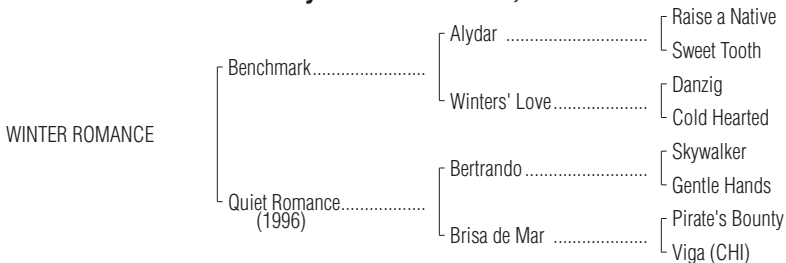 Raise a Native
Alydar ..............................
Sweet Tooth
Benchmark........................
Danzig
Winters' Love....................
Cold Hearted
WINTER ROMANCE
Skywalker
Bertrando ..........................
Gentle Hands
Quiet Romance..................
(1996)
Pirate's Bounty
Brisa de Mar ....................
Viga (CHI)